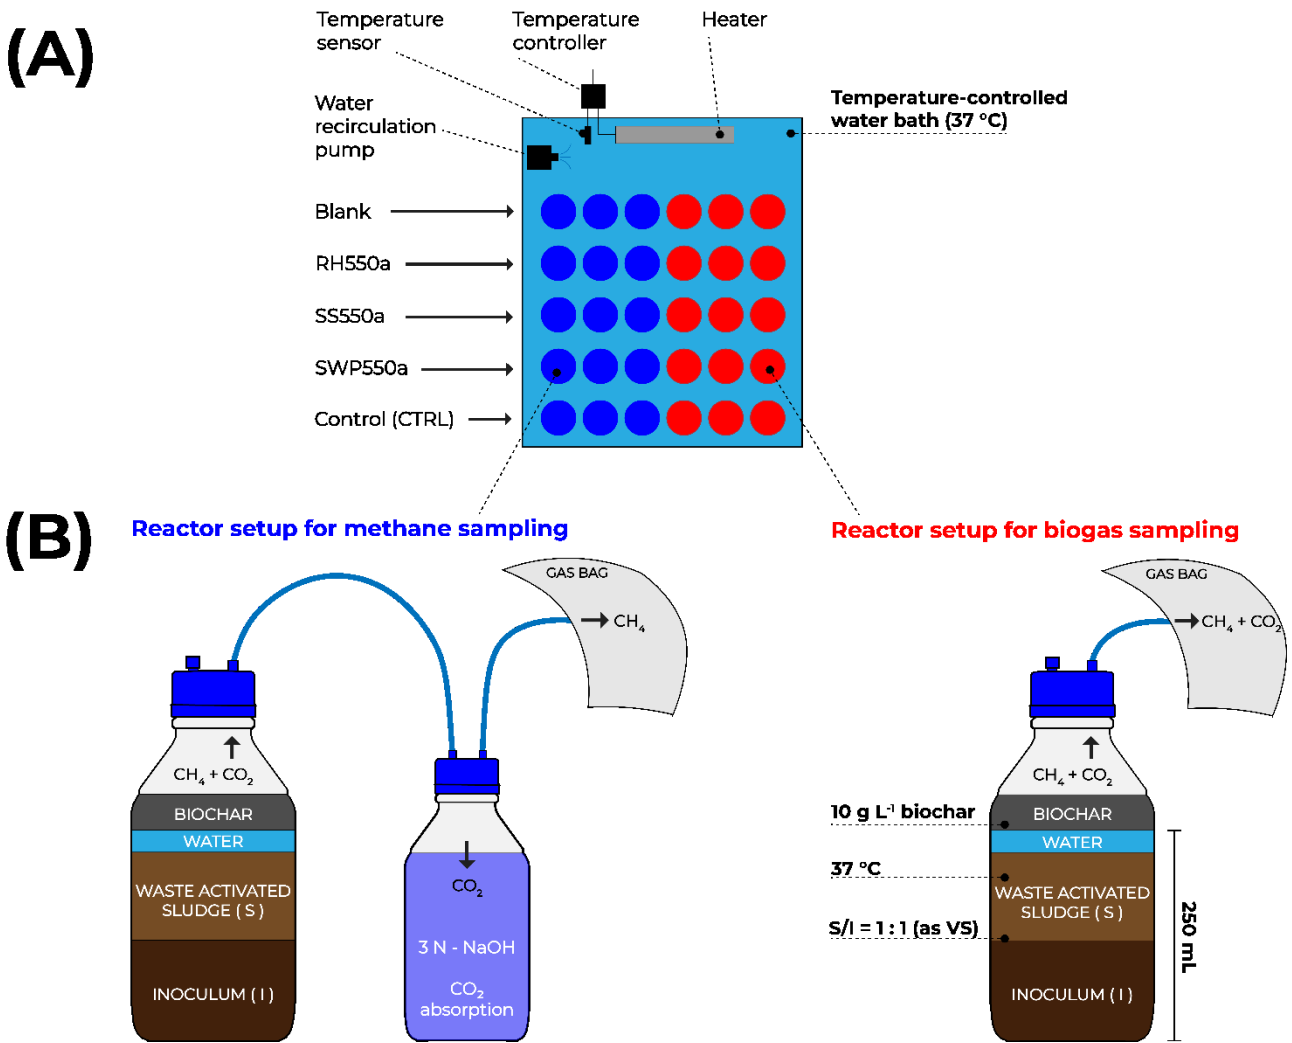 (A)
Temperature
sensor
Temperature
controller
Heater
Water
recirculation
pump
Temperature-controlled
water bath (37 °C)
Blank
RH550a
SS550a
SWP550a
Control (CTRL)
(B)
Reactor setup for methane sampling
Reactor setup for biogas sampling
GAS BAG
CH₄
CH₄ + CO₂
BIOCHAR
WATER
WASTE ACTIVATED
SLUDGE ( S )
INOCULUM ( I )
CO₂
3 N - NaOH
CO₂
absorption
GAS BAG
CH₄ + CO₂
CH₄ + CO₂
10 g L⁻¹ biochar
37 °C
S/I = 1 : 1 (as VS)
BIOCHAR
WATER
WASTE ACTIVATED
SLUDGE ( S )
INOCULUM ( I )
250 mL